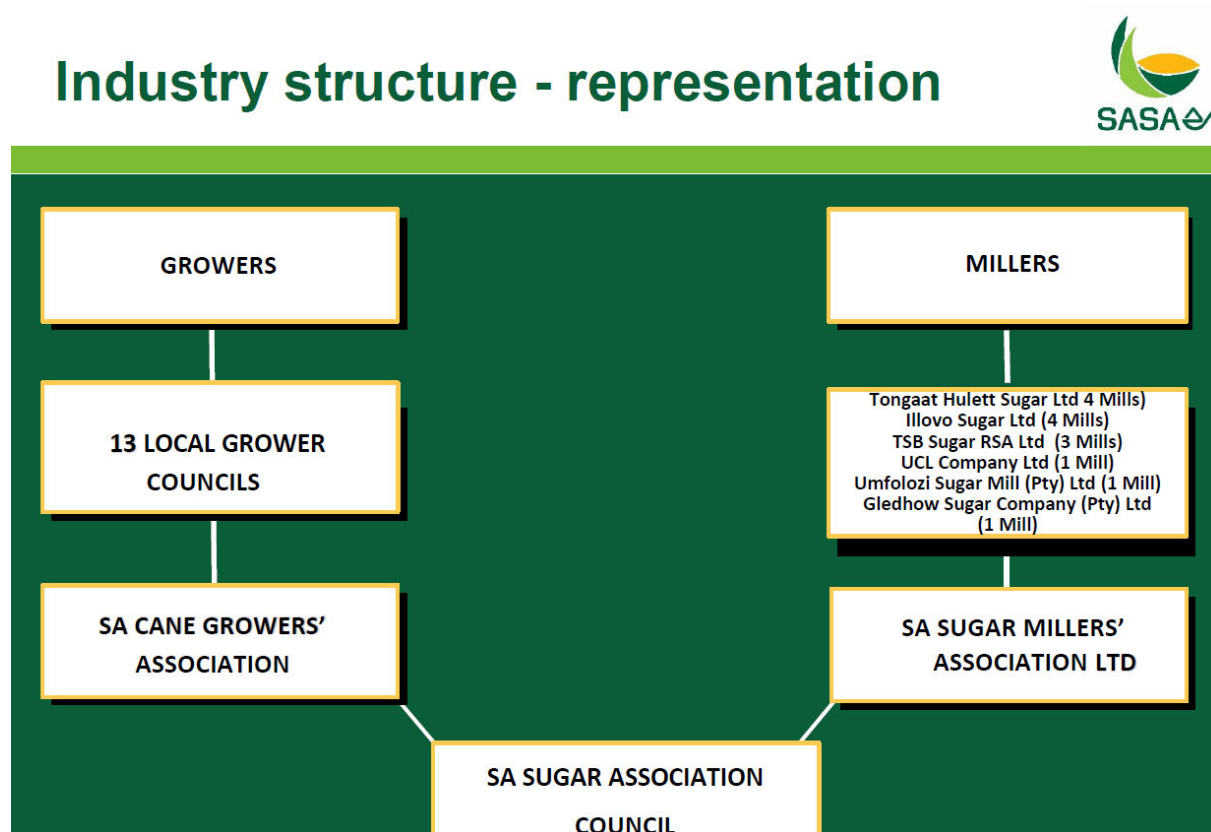 Industry structure - representation
SASA
GROWERS
MILLERS
13 LOCAL GROWER
COUNCILS
Tongaat Hulett Sugar Ltd 4 Mills)
Illovo Sugar Ltd (4 Mills)
TSB Sugar RSA Ltd (3 Mills)
UCL Company Ltd (1 Mill)
Umfolozi Sugar Mill (Pty) Ltd (1 Mill)
Gledhow Sugar Company (Pty) Ltd
(1 Mill)
SA CANE GROWERS’
ASSOCIATION
SA SUGAR MILLERS’
ASSOCIATION LTD
SA SUGAR ASSOCIATION
COUNCIL